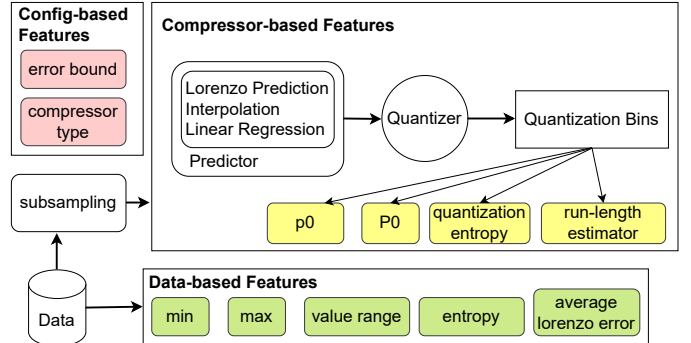 Config-based
Features
error bound
compressor
type
Compressor-based Features
Lorenzo Prediction
Interpolation
Linear Regression
Predictor
Quantizer
Quantization Bins
subsampling
p0
P0
quantization
entropy
run-length
estimator
Data
Data-based Features
min
max
value range
entropy
average
lorenzo error